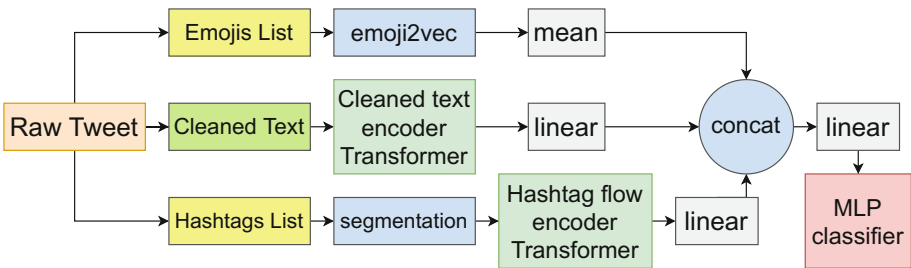 Emojis List
emoji2vec
mean
Raw Tweet
Cleaned Text
Cleaned text
encoder
Transformer
linear
concat
linear
Hashtags List
segmentation
Hashtag flow
encoder
Transformer
linear
MLP
classifier